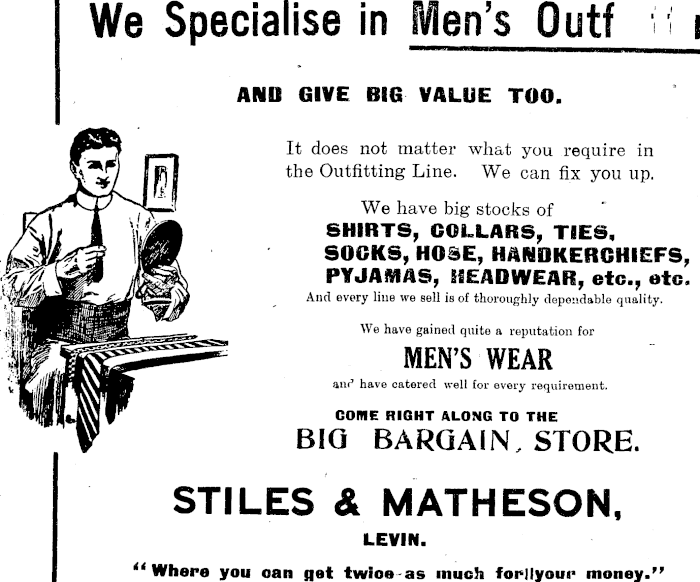 We Specialise in Men's Outf
AND GIVE BIG VALUE TOO.
It does not matter what you require in
the Outfitting Line. We can fix you up.
We have big stocks of
SHIRTS, COLLARS, TIES,
SOCKS, HOSE, HANDKERCHIEFS,
PYJAMAS, HEADWEAR, etc., etc.
And every line we sell is of thoroughly dependable quality.
We have gained quite a reputation for
MEN'S WEAR
and have catered well for every requirement.
COME RIGHT ALONG TO THE
BIG BARGAIN, STORE.
STILES & MATHESON,
LEVIN.
"Where you can get twice as much for your money."